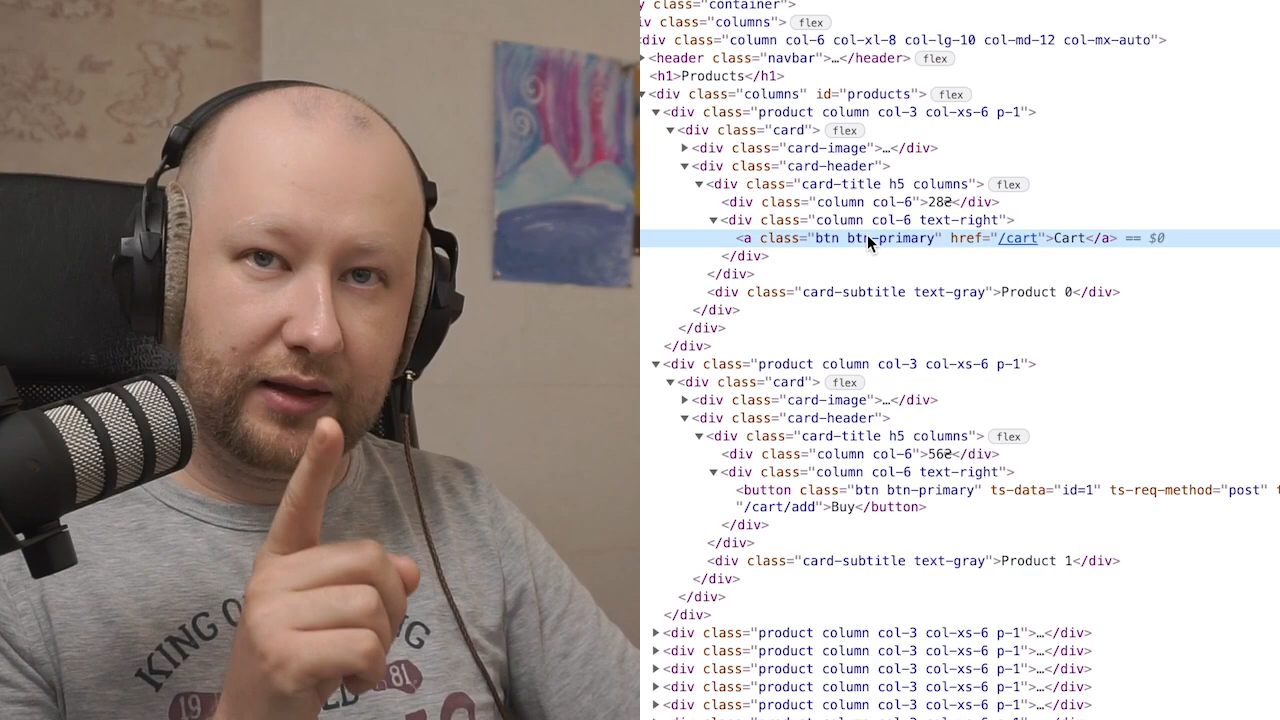 KING O
NG
LD
19
81
y class="container">
iv class="columns"> flex
div class="column col-6 col-xl-8 col-lg-10 col-md-12 col-mx-auto">
<header class="navbar">…</header> flex
<h1>Products</h1>
<div class="columns" id="products"> flex
<div class="product column col-3 col-xs-6 p-1">
<div class="card"> flex
<div class="card-image">…</div>
<div class="card-header">
<div class="card-title h5 columns"> flex
<div class="column col-6">28₴</div>
<div class="column col-6 text-right">
<a class="btn btn-primary" href="/cart">Cart</a> == $0
</div>
</div>
<div class="card-subtitle text-gray">Product 0</div>
</div>
</div>
</div>
<div class="product column col-3 col-xs-6 p-1">
<div class="card"> flex
<div class="card-image">…</div>
<div class="card-header">
<div class="card-title h5 columns"> flex
<div class="column col-6">56₴</div>
<div class="column col-6 text-right">
<button class="btn btn-primary" ts-data="id=1" ts-req-method="post" t
"/cart/add">Buy</button>
</div>
</div>
<div class="card-subtitle text-gray">Product 1</div>
</div>
</div>
</div>
<div class="product column col-3 col-xs-6 p-1">…</div>
<div class="product column col-3 col-xs-6 p-1">…</div>
<div class="product column col-3 col-xs-6 p-1">…</div>
<div class="product column col-3 col-xs-6 p-1">…</div>
<div class="product column col-3 col-xs-6 p-1">…</div>